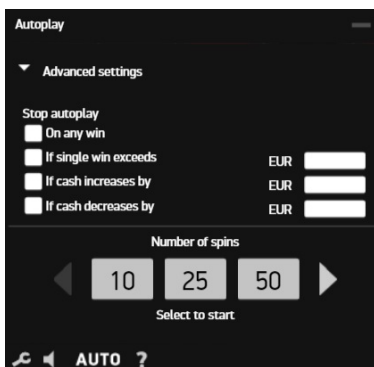 Autoplay
Advanced settings
Stop autoplay
On any win
If single win exceeds EUR
If cash increases by EUR
If cash decreases by EUR
Number of spins
10 25 50
Select to start
AUTO ?